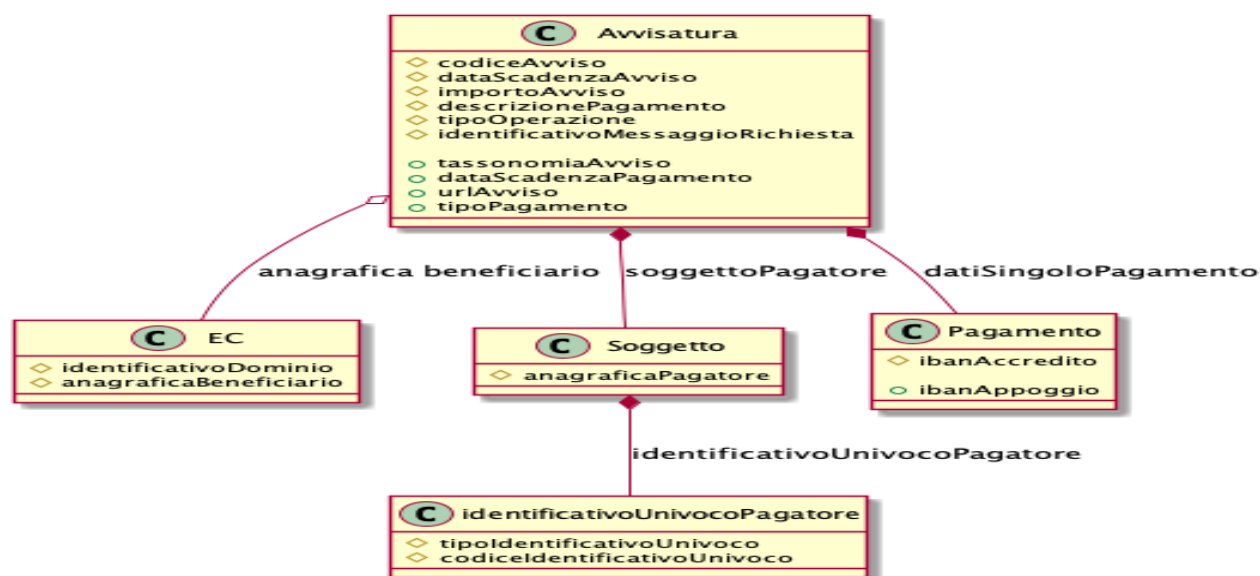 C Avvisatura
codiceAvviso
dataScadenzaAvviso
importoAvviso
descrizionePagamento
tipoOperazione
identificativoMessaggioRichiesta
tassonomiaAvviso
dataScadenzaPagamento
urlAvviso
tipoPagamento
anagrafica beneficiario
soggettoPagatore
datiSingoloPagamento
C EC
identificativoDominio
anagraficaBeneficiario
C Soggetto
anagraficaPagatore
C Pagamento
ibanAccredito
ibanAppoggio
identificativoUnivocoPagatore
C identificativoUnivocoPagatore
tipoIdentificativoUnivoco
codiceIdentificativoUnivoco